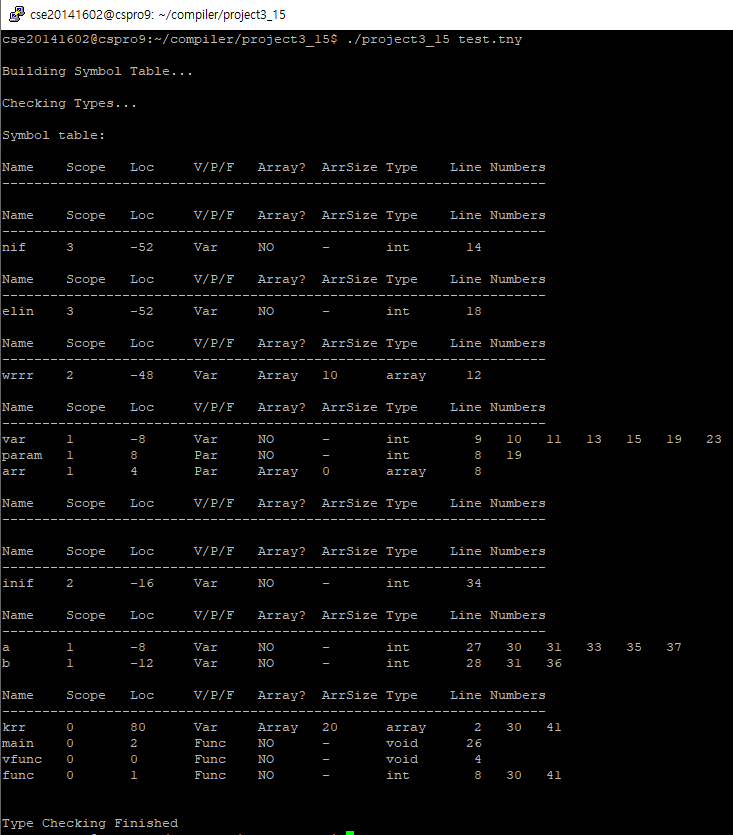 cse20141602@cspro9: ~/compiler/project3_15
cse20141602@cspro9:~/compiler/project3_15$ ./project3_15 test.tny
Building Symbol Table...
Checking Types...
Symbol table:
Name Scope Loc V/P/F Array? ArrSize Type Line Numbers
--------------------------------------------------------------------
Name Scope Loc V/P/F Array? ArrSize Type Line Numbers
--------------------------------------------------------------------
nif 3 -52 Var NO - int 14
Name Scope Loc V/P/F Array? ArrSize Type Line Numbers
--------------------------------------------------------------------
elin 3 -52 Var NO - int 18
Name Scope Loc V/P/F Array? ArrSize Type Line Numbers
--------------------------------------------------------------------
wrrr 2 -48 Var Array 10 array 12
Name Scope Loc V/P/F Array? ArrSize Type Line Numbers
--------------------------------------------------------------------
var 1 -8 Var NO - int 9 10 11 13 15 19 23
param 1 8 Par NO - int 8 19
arr 1 4 Par Array 0 array 8
Name Scope Loc V/P/F Array? ArrSize Type Line Numbers
--------------------------------------------------------------------
Name Scope Loc V/P/F Array? ArrSize Type Line Numbers
--------------------------------------------------------------------
inif 2 -16 Var NO - int 34
Name Scope Loc V/P/F Array? ArrSize Type Line Numbers
--------------------------------------------------------------------
a 1 -8 Var NO - int 27 30 31 33 35 37
b 1 -12 Var NO - int 28 31 36
Name Scope Loc V/P/F Array? ArrSize Type Line Numbers
--------------------------------------------------------------------
krr 0 80 Var Array 20 array 2 30 41
main 0 2 Func NO - void 26
vfunc 0 0 Func NO - void 4
func 0 1 Func NO - int 8 30 41
Type Checking Finished